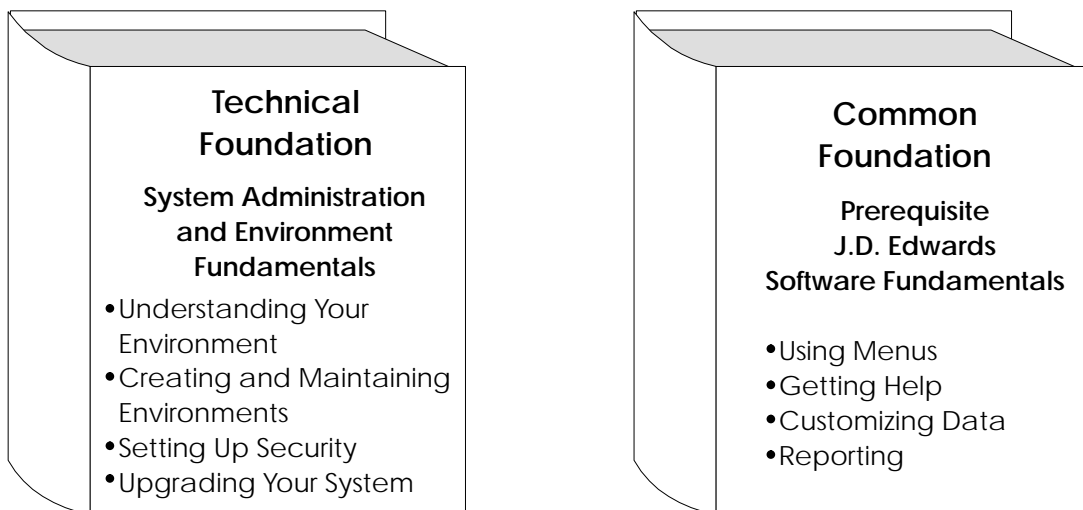 Technical
Foundation
System Administration
and Environment
Fundamentals
•Understanding Your
Environment
•Creating and Maintaining
Environments
•Setting Up Security
•Upgrading Your System
Common
Foundation
Prerequisite
J.D. Edwards
Software Fundamentals
•Using Menus
•Getting Help
•Customizing Data
•Reporting